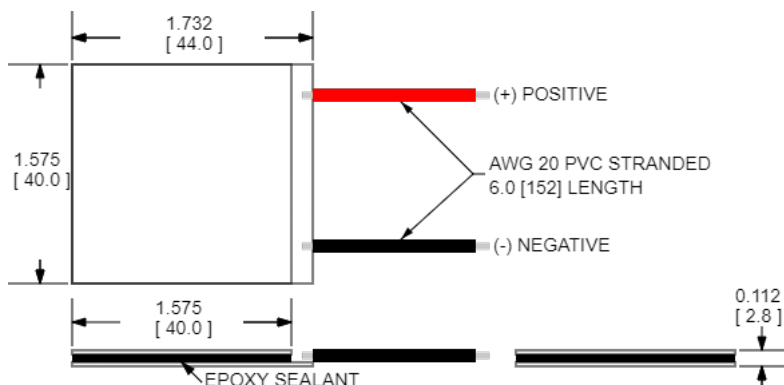 1.732
[ 44.0 ]
(+) POSITIVE
1.575
[ 40.0 ]
AWG 20 PVC STRANDED
6.0 [152] LENGTH
(-) NEGATIVE
1.575
[ 40.0 ]
0.112
[ 2.8 ]
EPOXY SEALANT